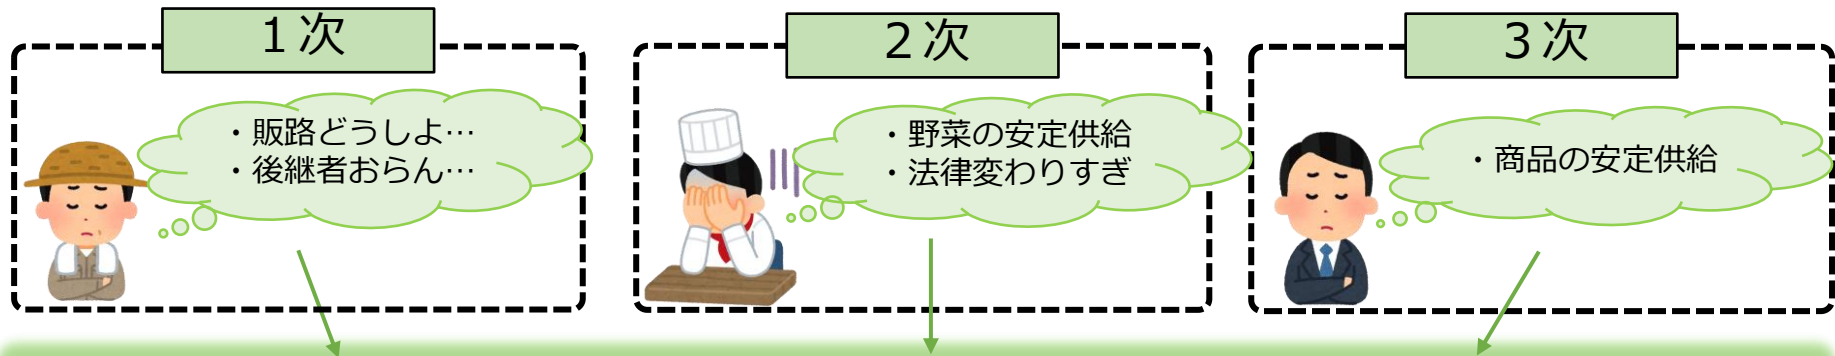 １次
・販路どうしよ…
・後継者おらん…
２次
・野菜の安定供給
・法律変わりすぎ
３次
・商品の安定供給